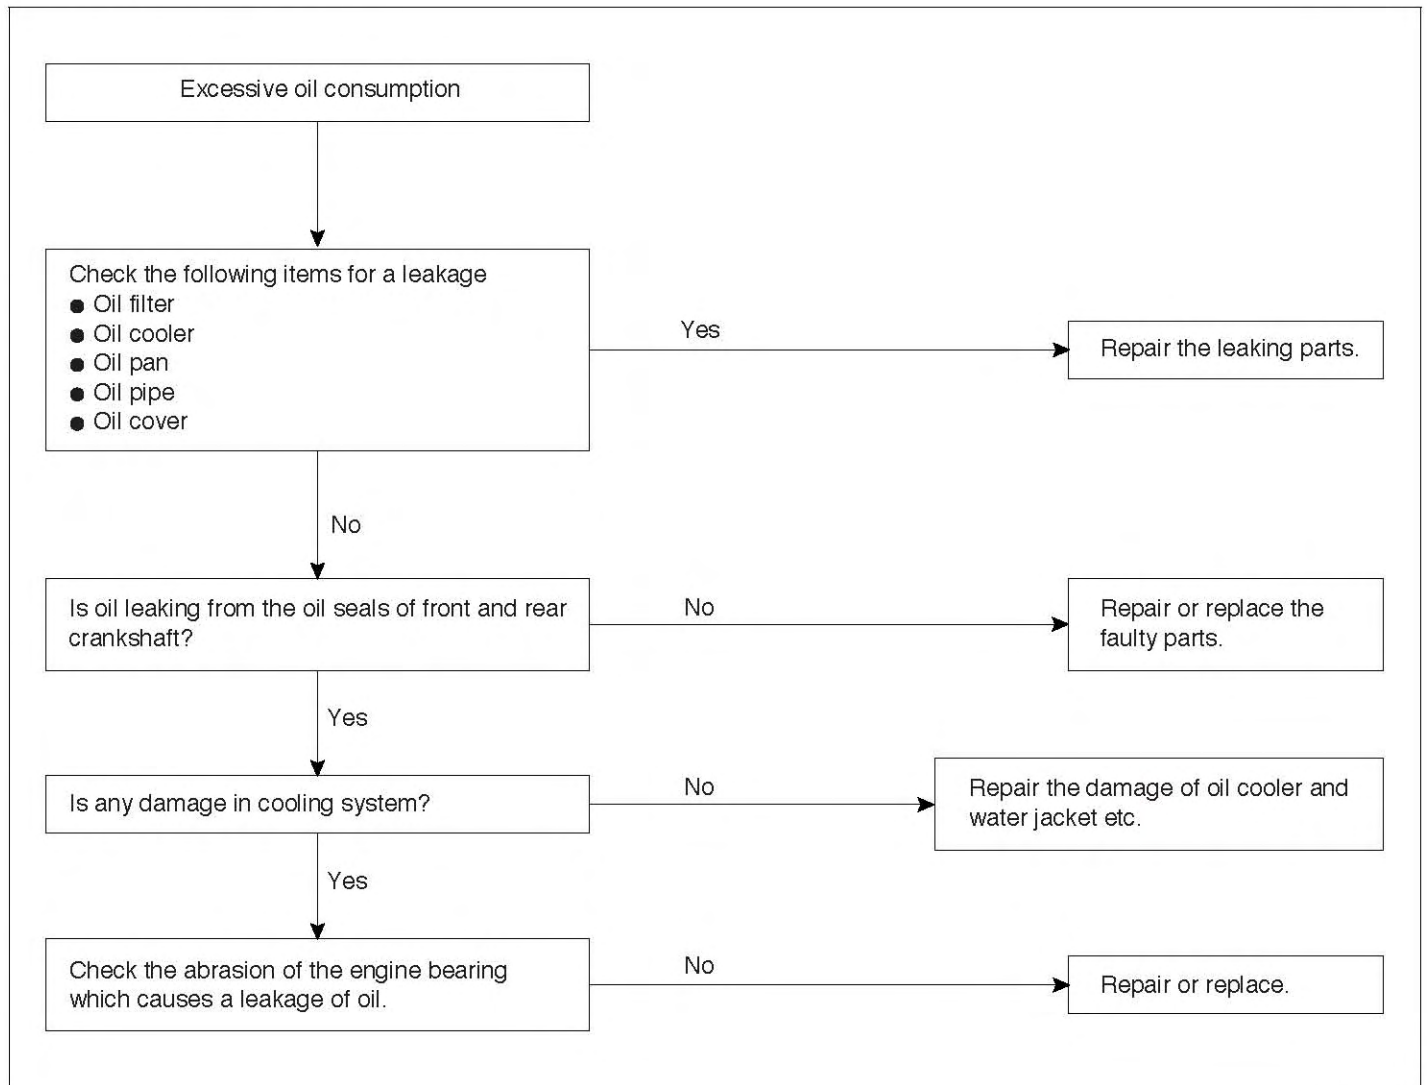 Excessive oil consumption
Check the following items for a leakage
● Oil filter
● Oil cooler
● Oil pan
● Oil pipe
● Oil cover
Yes
Repair the leaking parts.
No
Is oil leaking from the oil seals of front and rear
crankshaft?
No
Repair or replace the
faulty parts.
Yes
Is any damage in cooling system?
No
Repair the damage of oil cooler and
water jacket etc.
Yes
Check the abrasion of the engine bearing
which causes a leakage of oil.
No
Repair or replace.